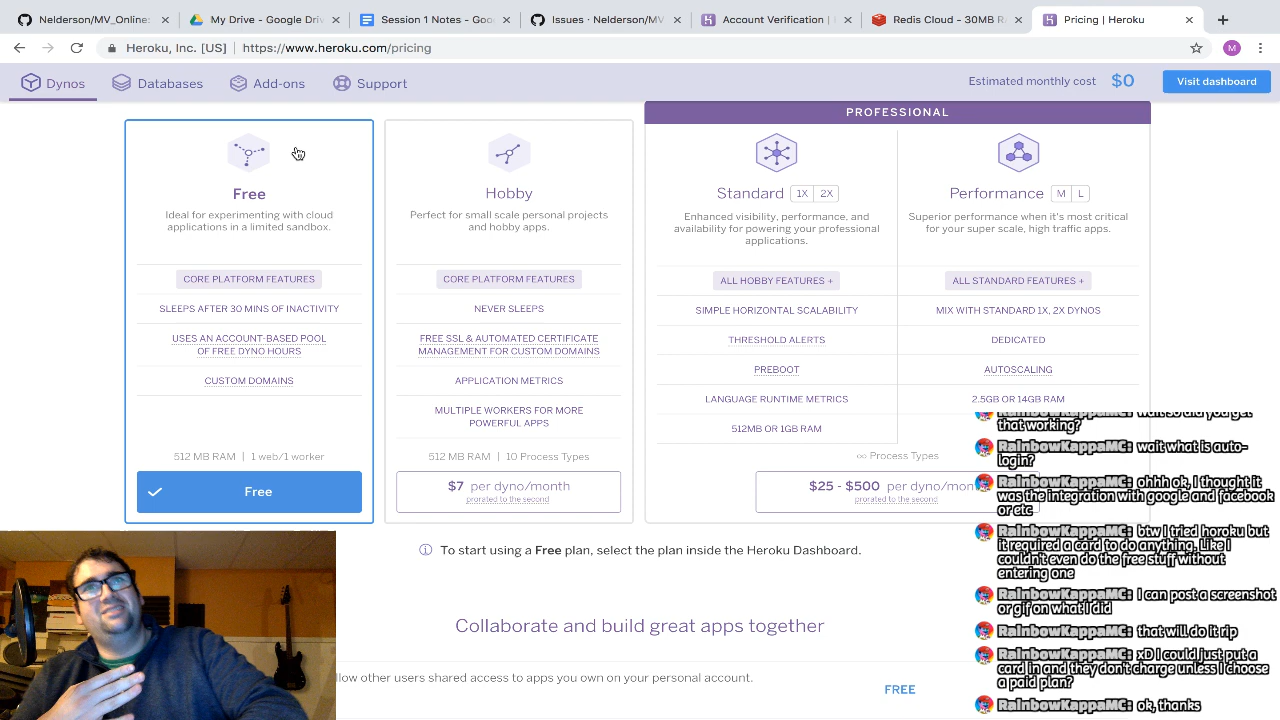 Nelderson/MV_Online:
My Drive - Google Driv
Session 1 Notes - Goo
Issues · Nelderson/MV
Account Verification |
Redis Cloud - 30MB R
Pricing | Heroku
Heroku, Inc. [US]
https://www.heroku.com/pricing
M
Dynos
Databases
Add-ons
Support
Estimated monthly cost $0
Visit dashboard
Free
Ideal for experimenting with cloud
applications in a limited sandbox.
CORE PLATFORM FEATURES
SLEEPS AFTER 30 MINS OF INACTIVITY
USES AN ACCOUNT-BASED POOL
OF FREE DYNO HOURS
CUSTOM DOMAINS
512 MB RAM | 1 web/1 worker
Free
Hobby
Perfect for small scale personal projects
and hobby apps.
CORE PLATFORM FEATURES
NEVER SLEEPS
FREE SSL & AUTOMATED CERTIFICATE
MANAGEMENT FOR CUSTOM DOMAINS
APPLICATION METRICS
MULTIPLE WORKERS FOR MORE
POWERFUL APPS
512 MB RAM | 10 Process Types
$7 per dyno/month
prorated to the second
PROFESSIONAL
Standard 1X 2X
Enhanced visibility, performance, and
availability for powering your professional
applications.
ALL HOBBY FEATURES +
SIMPLE HORIZONTAL SCALABILITY
THRESHOLD ALERTS
PREBOOT
LANGUAGE RUNTIME METRICS
512MB OR 1GB RAM
Performance M L
Superior performance when it's most critical
for your super scale, high traffic apps.
ALL STANDARD FEATURES +
MIX WITH STANDARD 1X, 2X DYNOS
DEDICATED
AUTOSCALING
2.5GB OR 14GB RAM
∞ Process Types
$25 - $500 per dyno/mon
prorated to the second
To start using a Free plan, select the plan inside the Heroku Dashboard.
Collaborate and build great apps together
llow other users shared access to apps you own on your personal account.
FREE
RainbowKappaMC: wait so did you get
that working?
RainbowKappaMC: wait what is auto-
login?
RainbowKappaMC: ohhh ok, I thought it
was the integration with google and facebook
or etc
RainbowKappaMC: btw I tried horoku but
it required a card to do anything, Like I
couldn't even do the free stuff without
entering one
RainbowKappaMC: I can post a screenshot
or gif on what I did
RainbowKappaMC: that will do it rip
RainbowKappaMC: xD I could just put a
card in and they don't charge unless I choose
a paid plan?
RainbowKappaMC: ok, thanks